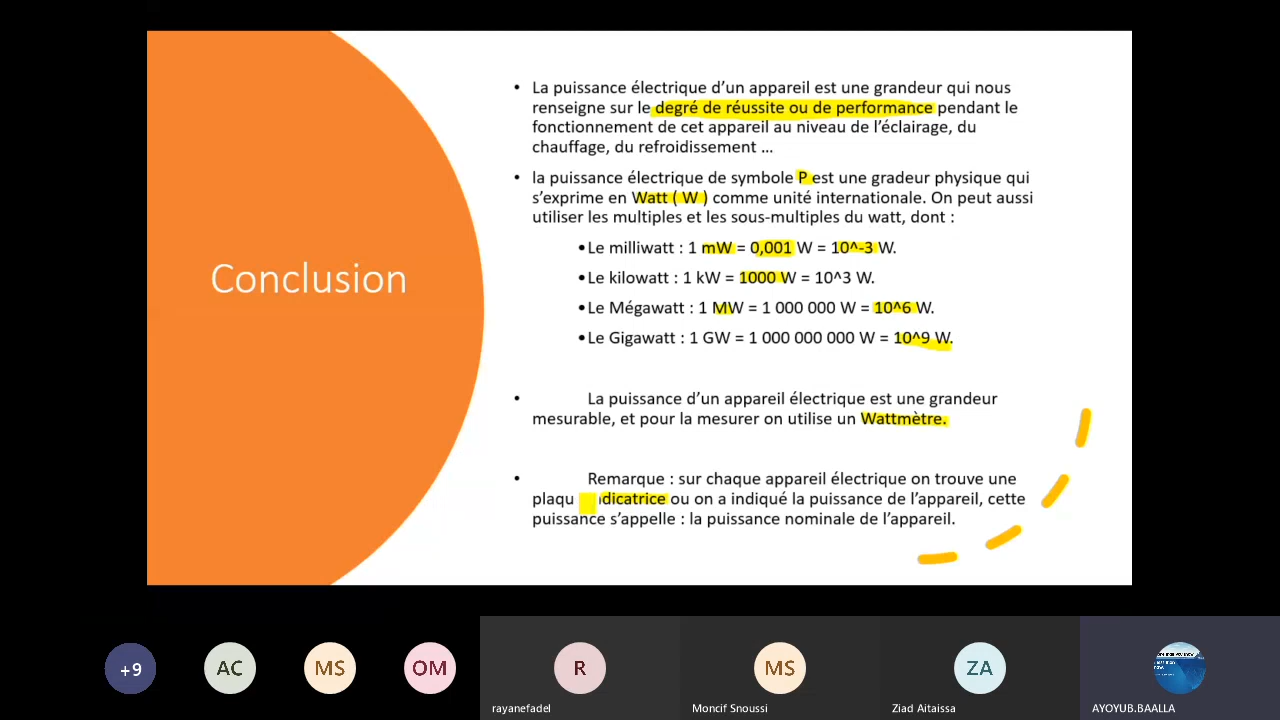 Conclusion
• La puissance électrique d’un appareil est une grandeur qui nous
renseigne sur le degré de réussite ou de performance pendant le
fonctionnement de cet appareil au niveau de l’éclairage, du
chauffage, du refroidissement ...
• la puissance électrique de symbole P est une gradeur physique qui
s’exprime en Watt ( W ) comme unité internationale. On peut aussi
utiliser les multiples et les sous-multiples du watt, dont :
•Le milliwatt : 1 mW = 0,001 W = 10^-3 W.
•Le kilowatt : 1 kW = 1000 W = 10^3 W.
•Le Mégawatt : 1 MW = 1 000 000 W = 10^6 W.
•Le Gigawatt : 1 GW = 1 000 000 000 W = 10^9 W.
• La puissance d’un appareil électrique est une grandeur
mesurable, et pour la mesurer on utilise un Wattmètre.
• Remarque : sur chaque appareil électrique on trouve une
plaqu dicatrice ou on a indiqué la puissance de l’appareil, cette
puissance s’appelle : la puissance nominale de l’appareil.
+9
AC
MS
OM
R
MS
ZA
rayanefadel
Moncif Snoussi
Ziad Aitaissa
AYOYUB.BAALLA